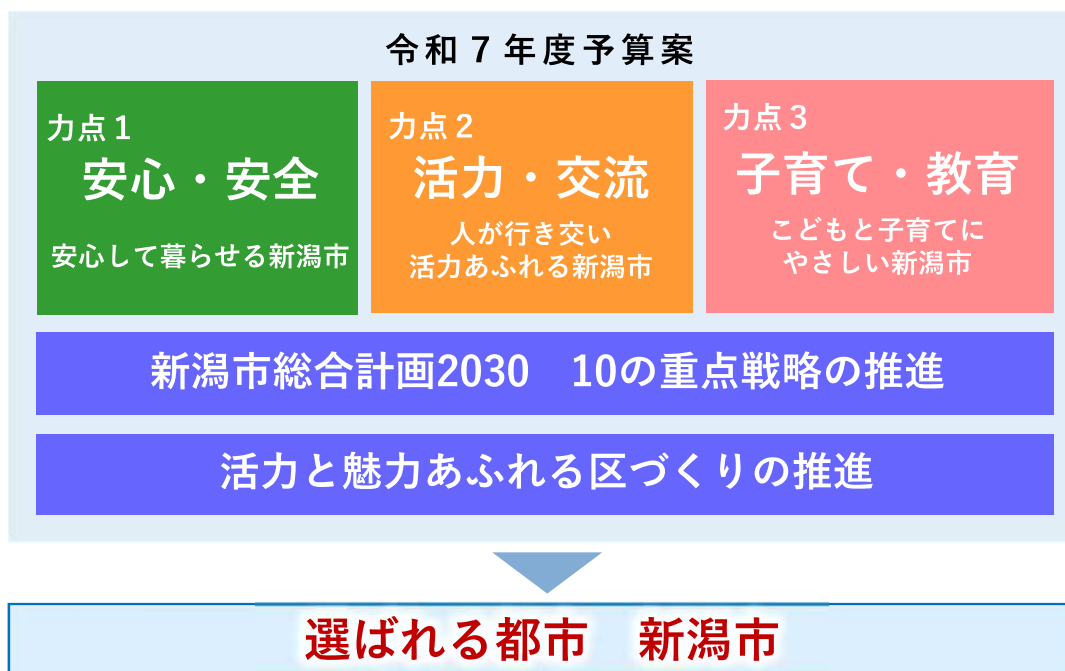 令和７年度予算案
力点１
安心・安全
安心して暮らせる新潟市
力点２
活力・交流
人が行き交い
活力あふれる新潟市
力点３
子育て・教育
こどもと子育てに
やさしい新潟市
新潟市総合計画2030　10の重点戦略の推進
活力と魅力あふれる区づくりの推進
選ばれる都市　新潟市